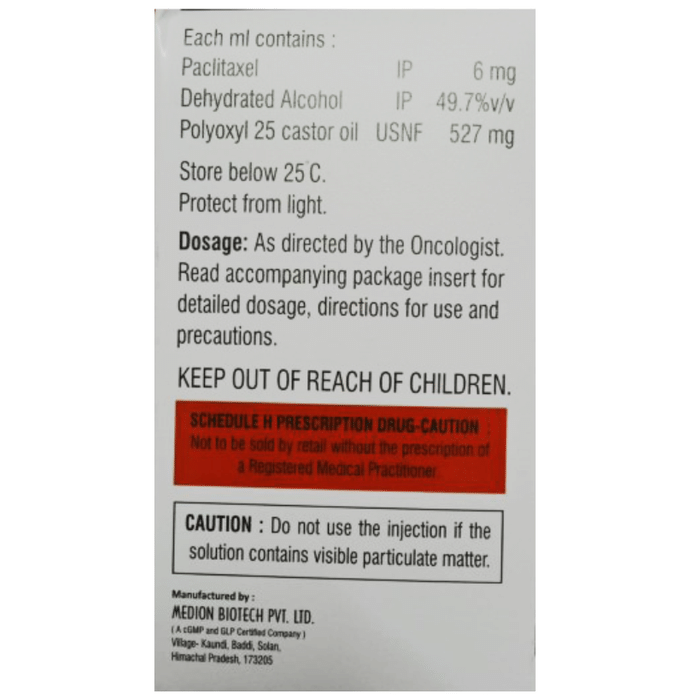 Each ml contains :
Paclitaxel IP 6 mg
Dehydrated Alcohol IP 49.7%v/v
Polyoxyl 25 castor oil USNF 527 mg
Store below 25°C.
Protect from light.
Dosage: As directed by the Oncologist.
Read accompanying package insert for
detailed dosage, directions for use and
precautions.
KEEP OUT OF REACH OF CHILDREN.
SCHEDULE H PRESCRIPTION DRUG-CAUTION :
Not to be sold by retail without the prescription of
a Registered Medical Practitioner.
CAUTION : Do not use the injection if the
solution contains visible particulate matter.
Manufactured by :
MEDION BIOTECH PVT. LTD.
( A cGMP and GLP Certified Company )
Village- Kaundi, Baddi, Solan,
Himachal Pradesh, 173205